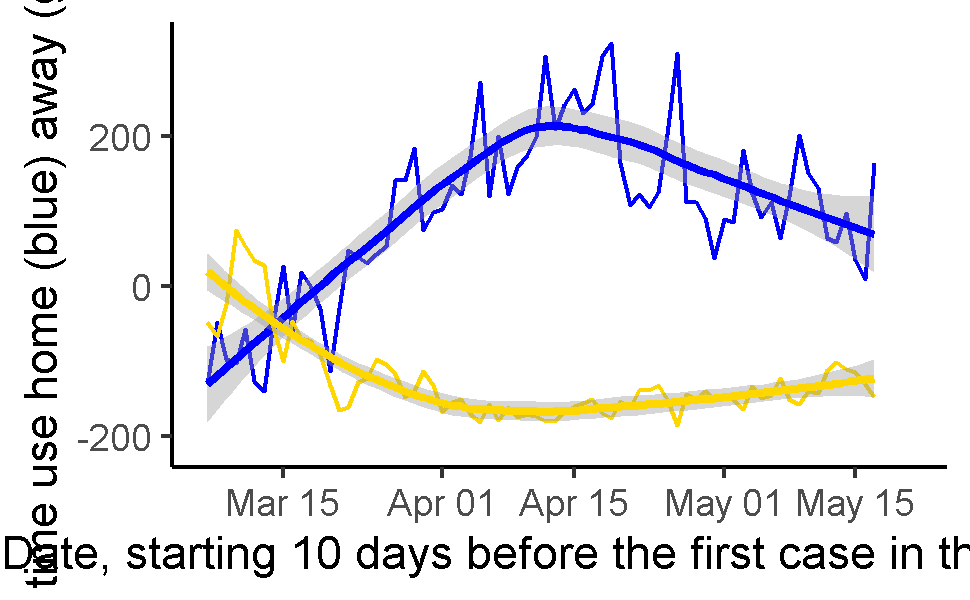 time use home (blue) away (
200
0
-200
Mar 15 Apr 01 Apr 15 May 01 May 15
Date, starting 10 days before the first case in th